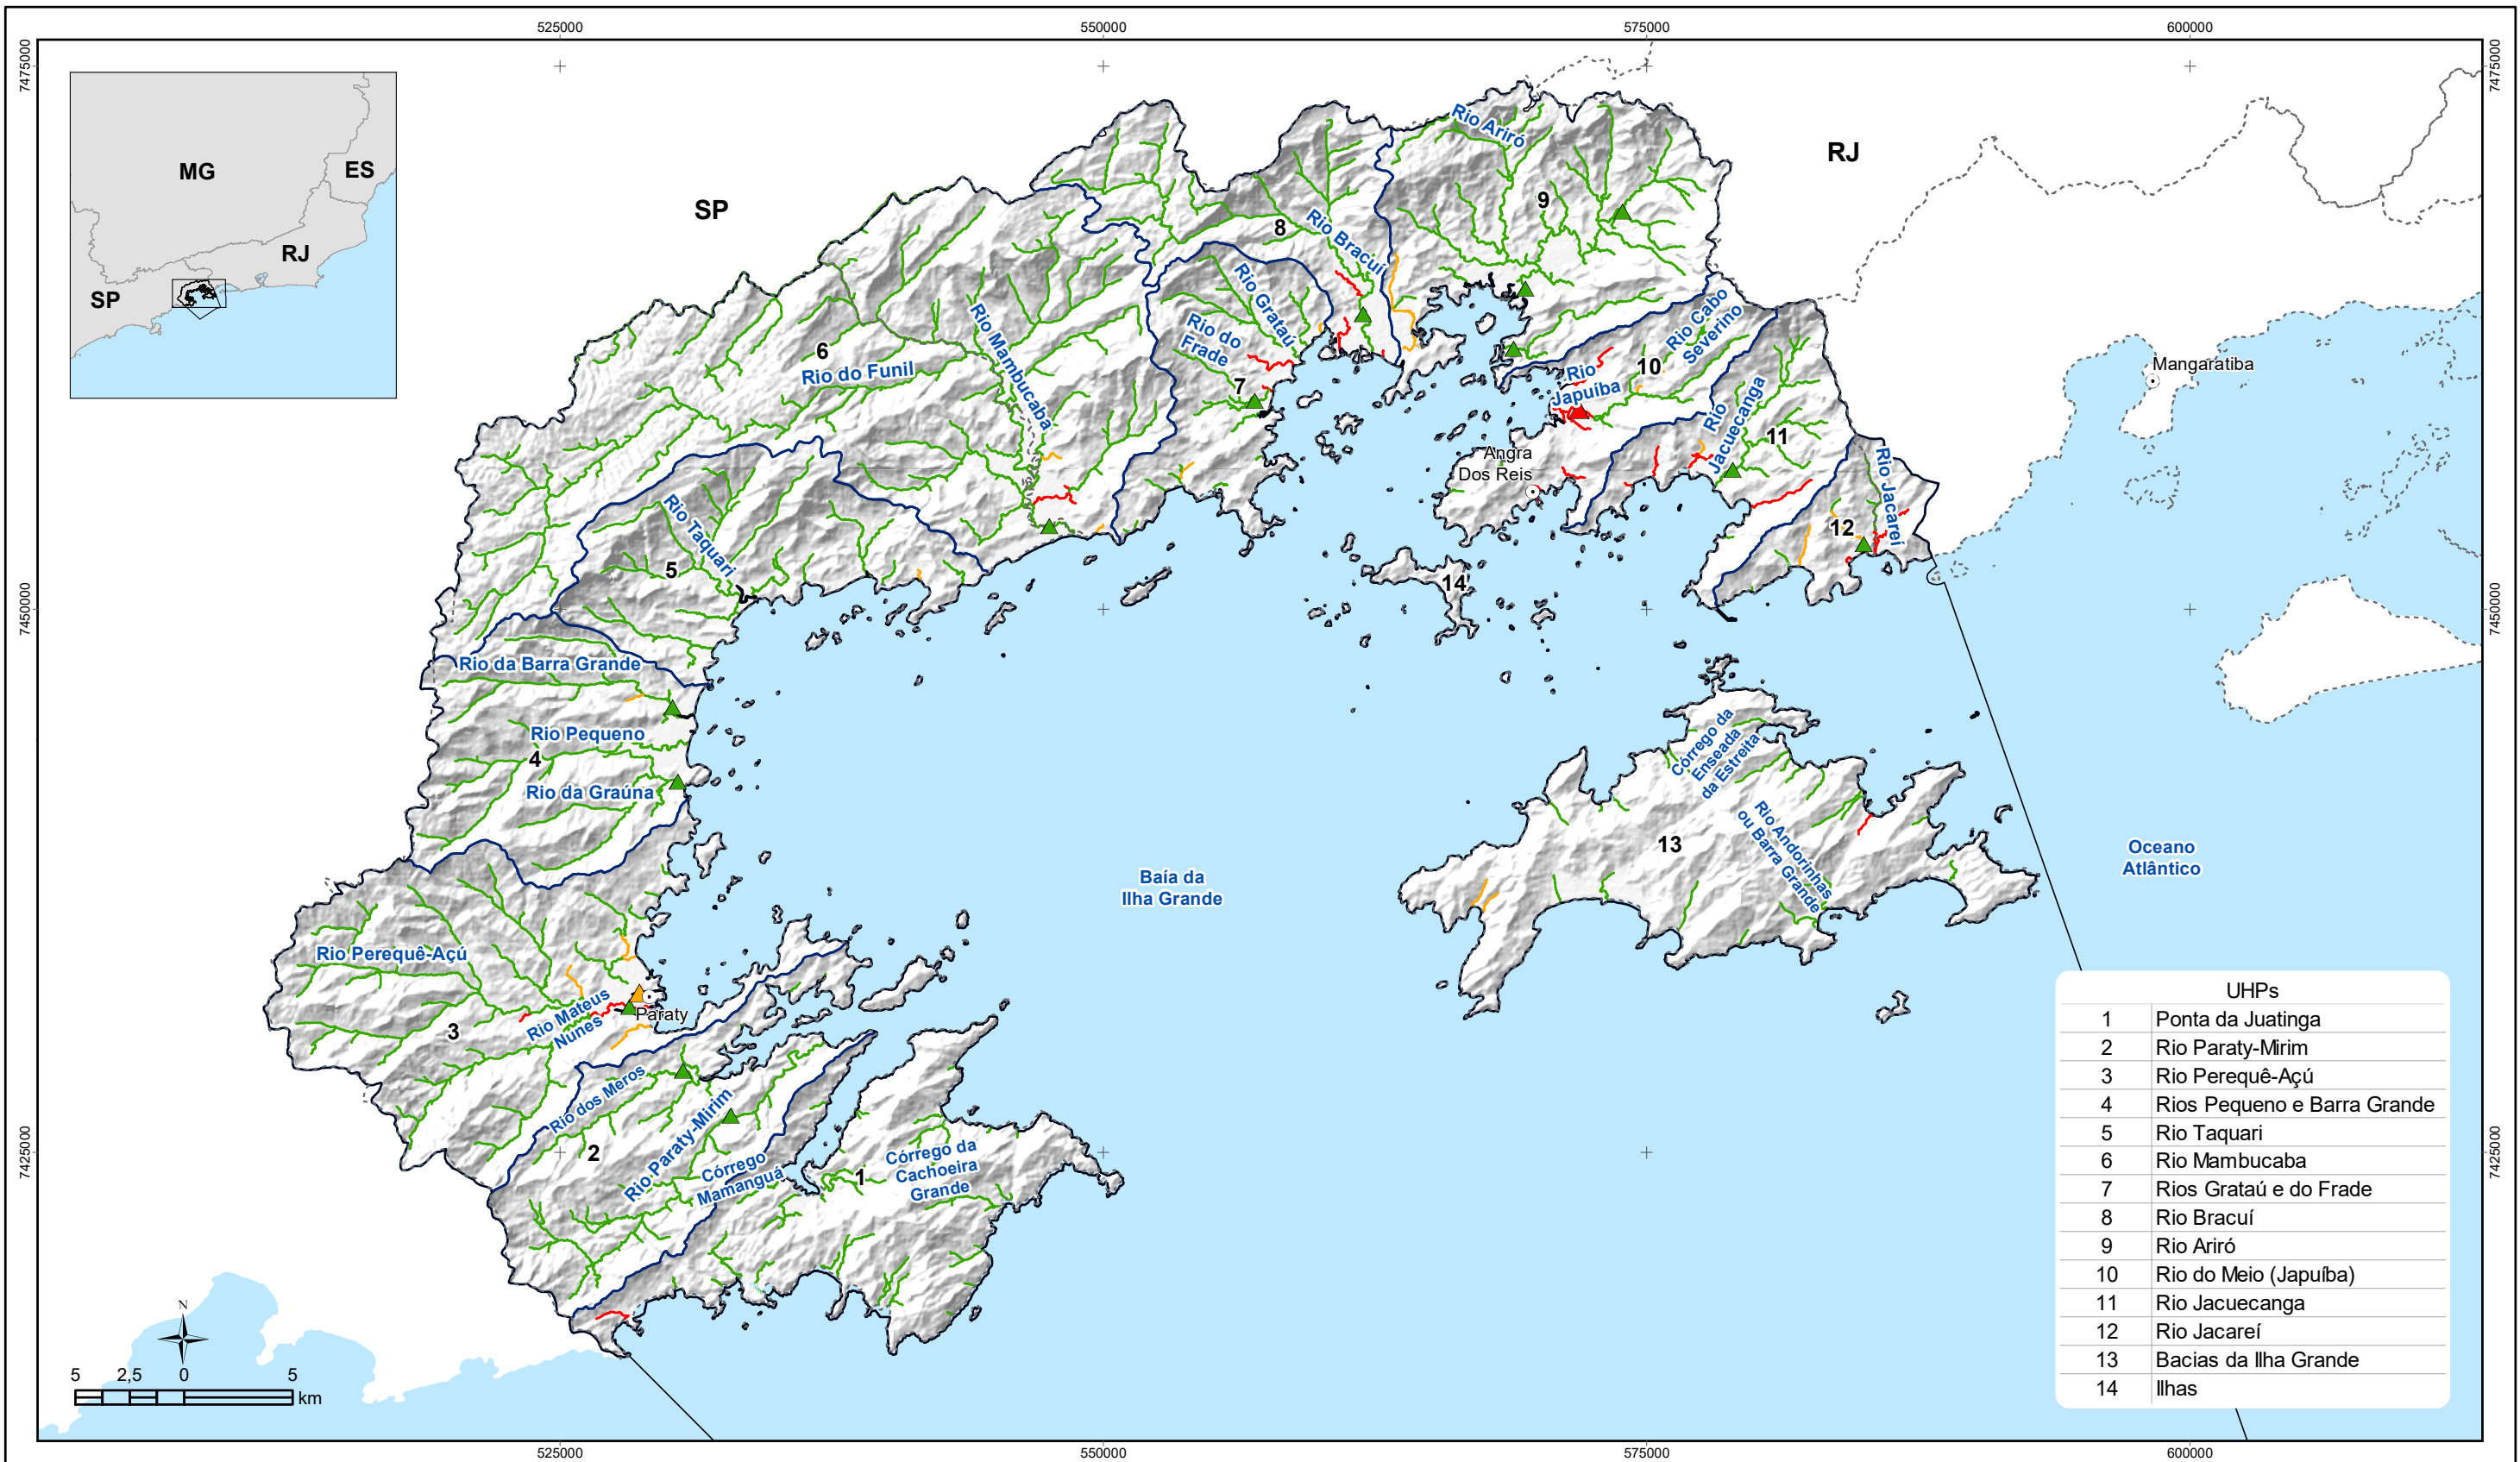 525000
550000
575000
600000
7475000
7475000
MG
ES
RJ
SP
SP
RJ
Rio Ariró
9
8
Rio Bracuí
Rio Grataú
Rio do
Frade
7
Rio Mambucaba
6
Rio do Funil
Rio Cabo
Severino
10
Rio
Japuíba
Rio
Jacuecanga
11
Mangaratiba
Angra
Dos Reis
Rio Jacareí
12
Rio Taquari
5
14
7450000
7450000
Rio da Barra Grande
Rio Pequeno
4
Rio da Graúna
Córrego da
Enseada
da Estreita
13
Rio Andorinhas
ou Barra Grande
Baía da
Ilha Grande
Oceano
Atlântico
Rio Perequê-Açú
3
Rio Mateus
Nunes
Paraty
Rio dos Meros
2
Rio Paraty-Mirim
Córrego
Mamanguá
1
Córrego da
Cachoeira
Grande
7425000
7425000
UHPs
1 Ponta da Juatinga
2 Rio Paraty-Mirim
3 Rio Perequê-Açú
4 Rios Pequeno e Barra Grande
5 Rio Taquari
6 Rio Mambucaba
7 Rios Grataú e do Frade
8 Rio Bracuí
9 Rio Ariró
10 Rio do Meio (Japuíba)
11 Rio Jacuecanga
12 Rio Jacareí
13 Bacias da Ilha Grande
14 Ilhas
N
5 2,5 0 5
km
525000
550000
575000
600000